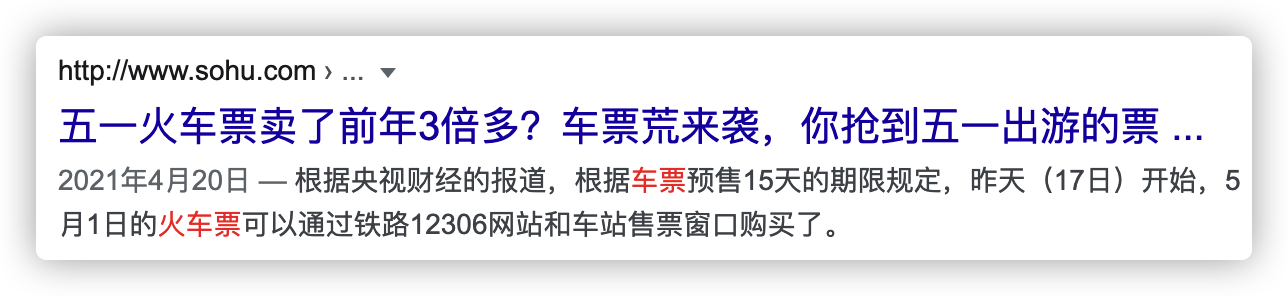 http://www.sohu.com › ...
五一火车票卖了前年3倍多？车票荒来袭，你抢到五一出游的票 ...
2021年4月20日 — 根据央视财经的报道，根据车票预售15天的期限规定，昨天（17日）开始，5
月1日的火车票可以通过铁路12306网站和车站售票窗口购买了。